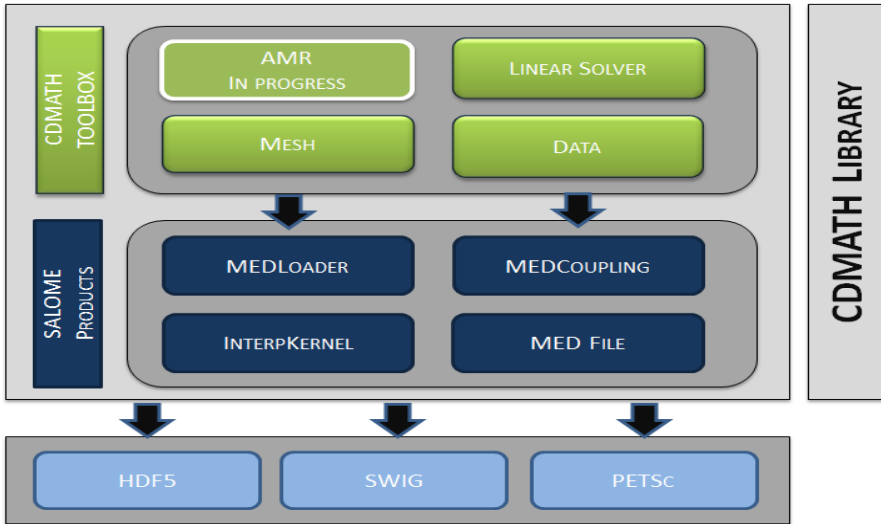 CDMATH
TOOLBOX
AMR
IN PROGRESS
LINEAR SOLVER
MESH
DATA
SALOME
PRODUCTS
MEDLOADER
MEDCOUPLING
INTERPKERNEL
MED FILE
HDF5
SWIG
PETSC
CDMATH LIBRARY